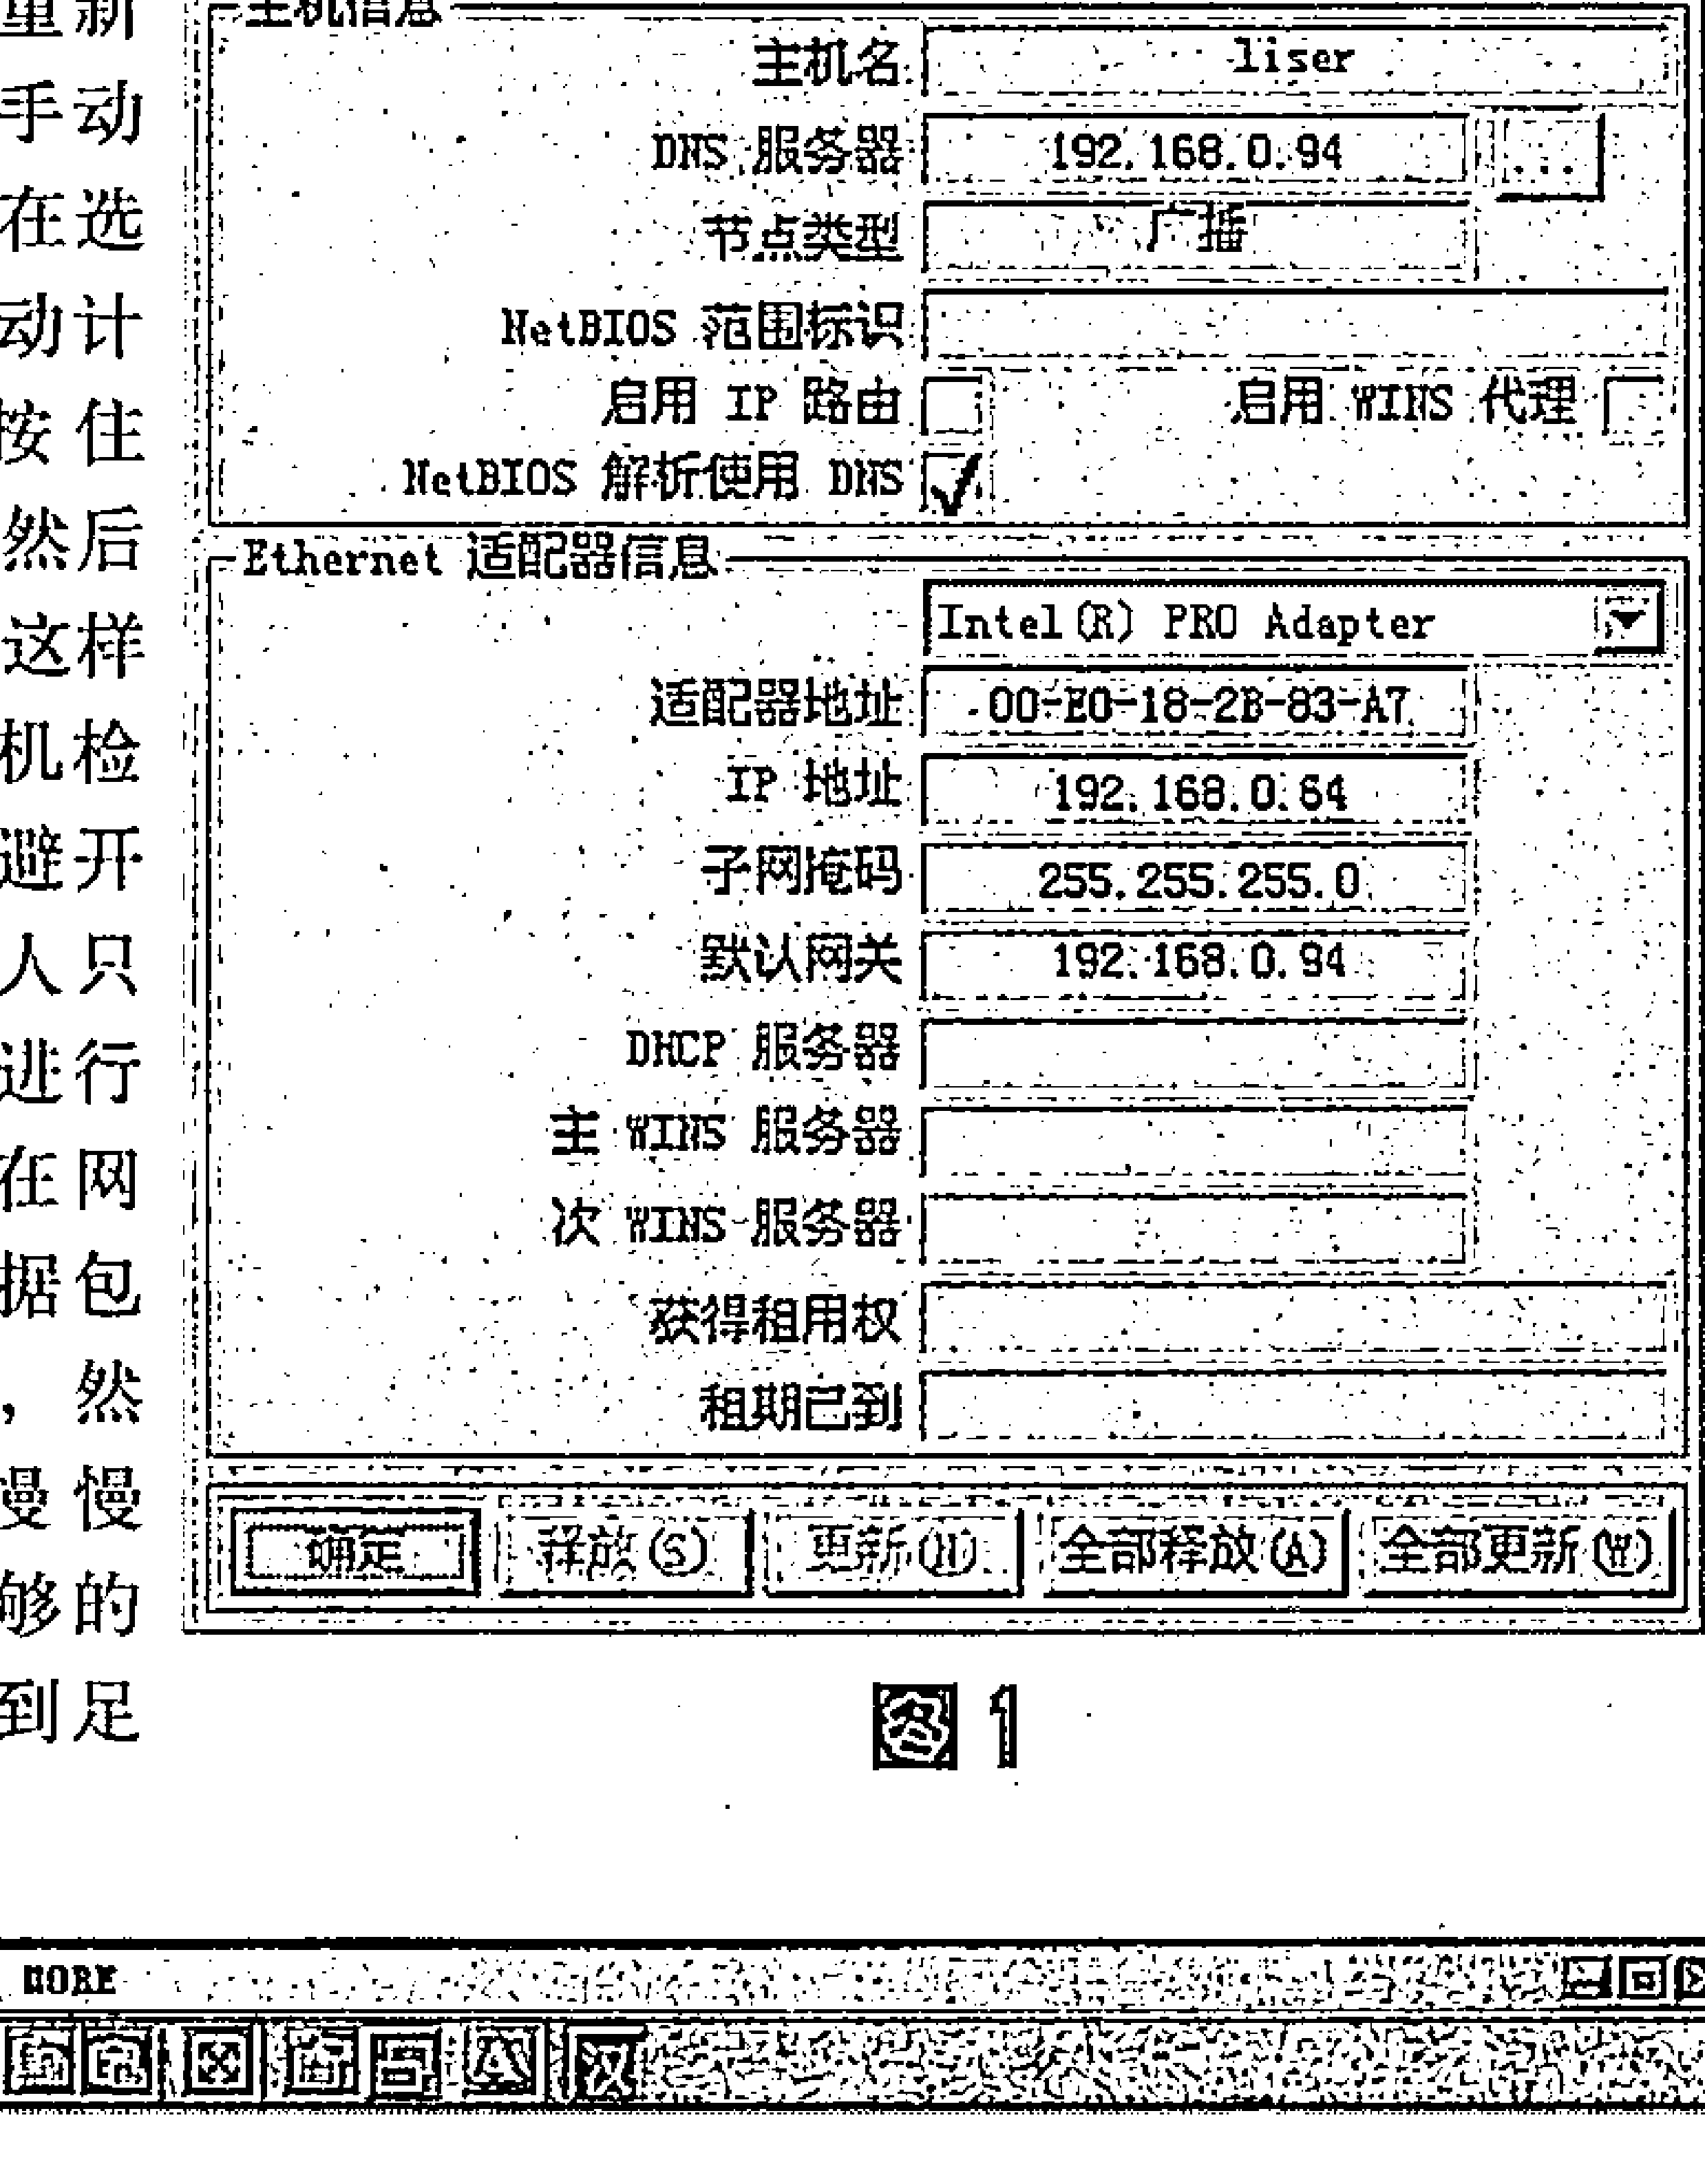 重新
手动
在选
动计
按住
然后
这样
机检
避开
人只
进行
在网
据包
，然
慢慢
够的
到足
主机信息
主机名 liser
DNS 服务器 192.168.0.94 ...
节点类型 广播
NetBIOS 范围标识
启用 IP 路由 启用 WINS 代理
NetBIOS 解析使用 DNS
Ethernet 适配器信息
Intel(R) PRO Adapter
适配器地址 00-E0-18-2B-83-A7
IP 地址 192.168.0.64
子网掩码 255.255.255.0
默认网关 192.168.0.94
DHCP 服务器
主 WINS 服务器
次 WINS 服务器
获得租用权
租期已到
确定 释放(S) 更新(N) 全部释放(A) 全部更新(W)
图 1
MORE